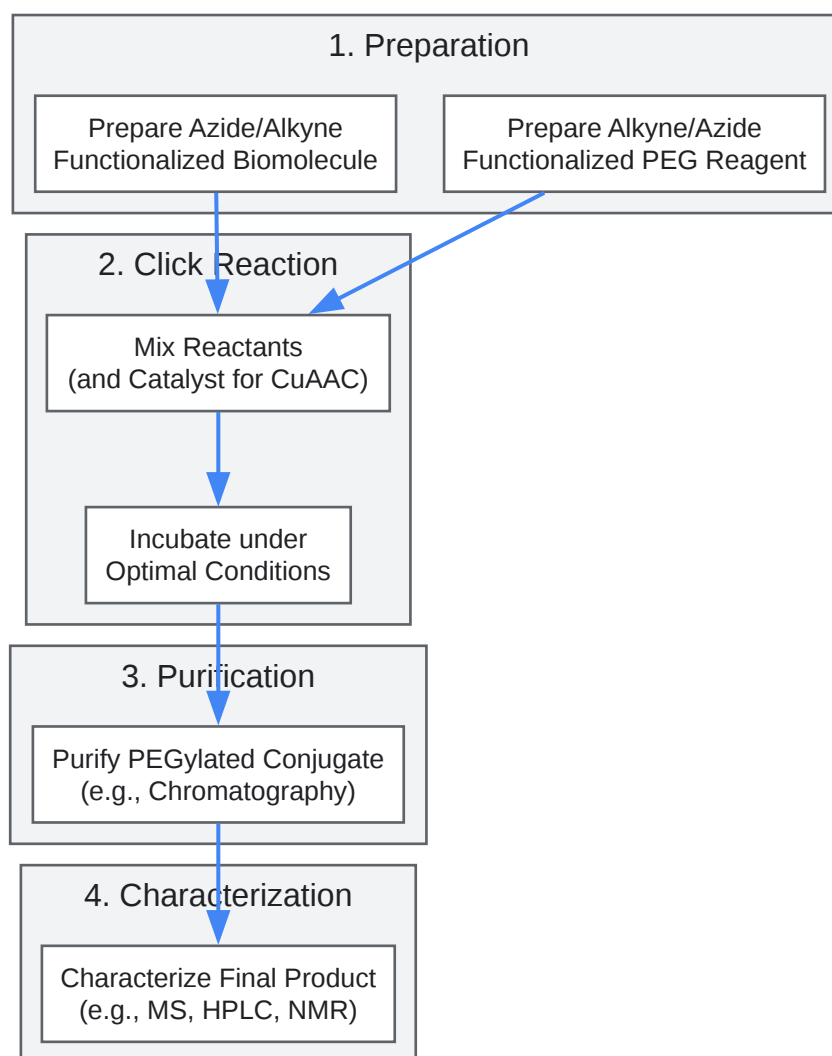 1. Preparation
Prepare Azide/Alkyne
Functionalized Biomolecule
Prepare Alkyne/Azide
Functionalized PEG Reagent
2. Click Reaction
Mix Reactants
(and Catalyst for CuAAC)
Incubate under
Optimal Conditions
3. Purification
Purify PEGylated Conjugate
(e.g., Chromatography)
4. Characterization
Characterize Final Product
(e.g., MS, HPLC, NMR)